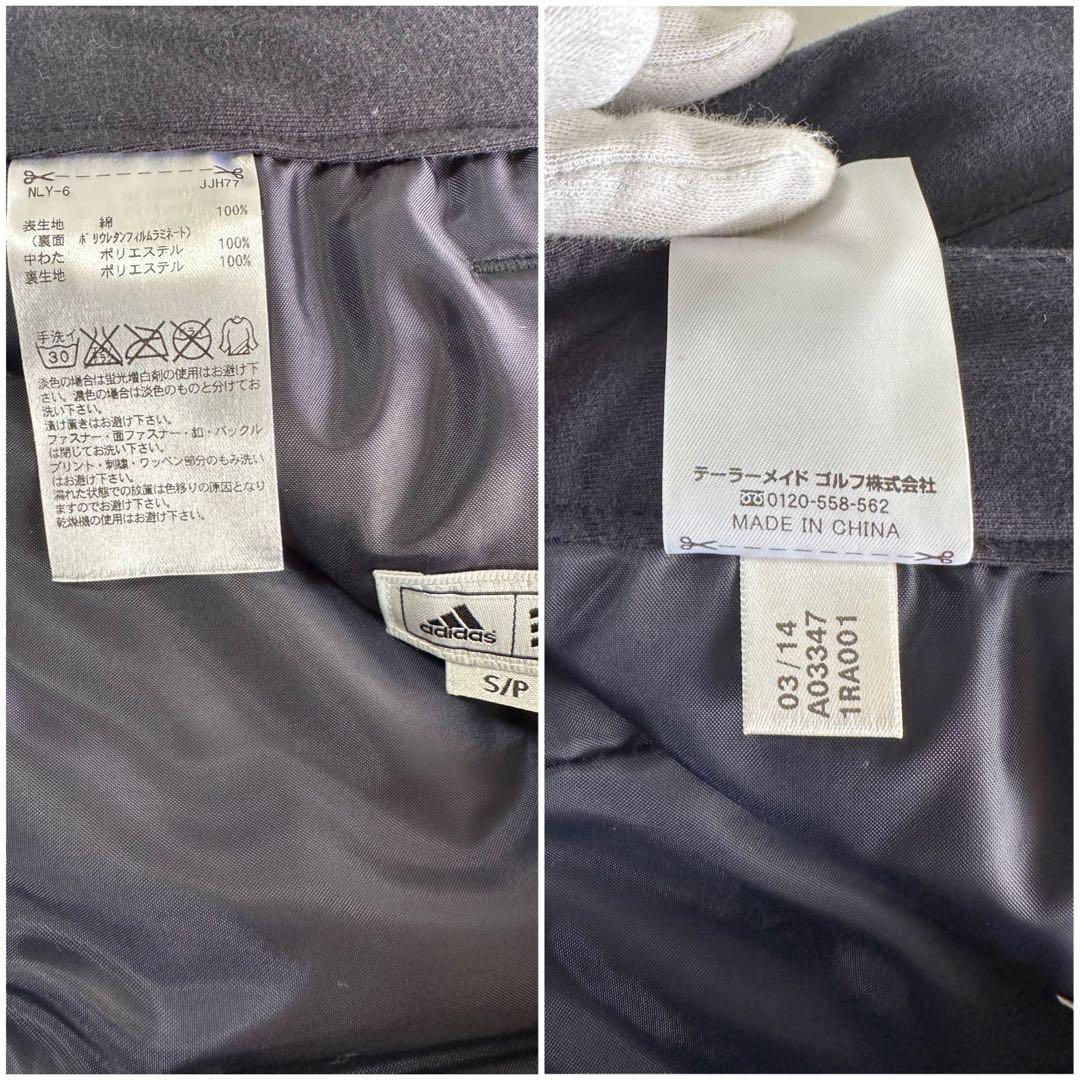 NLY-6 JJH77
表生地 綿 100%
(裏面 ポリウレタンフィルムラミネート)
中わた ポリエステル 100%
裏生地 ポリエステル 100%
手洗イ
30
淡色の場合は蛍光増白剤の使用はお避け下
さい。濃色の場合は淡色のものと分けてお
洗い下さい。
漬け置きはお避け下さい。
ファスナー・面ファスナー・釦・バックル
は閉じてお洗い下さい。
プリント・刺繍・ワッペン部分のもみ洗い
はお避け下さい。
濡れた状態での放置は色移りの原因となり
ますのでお避け下さい。
乾燥機の使用はお避け下さい。
adidas
S/P
テーラーメイド ゴルフ株式会社
0120-558-562
MADE IN CHINA
03/14
A03347
1RA001